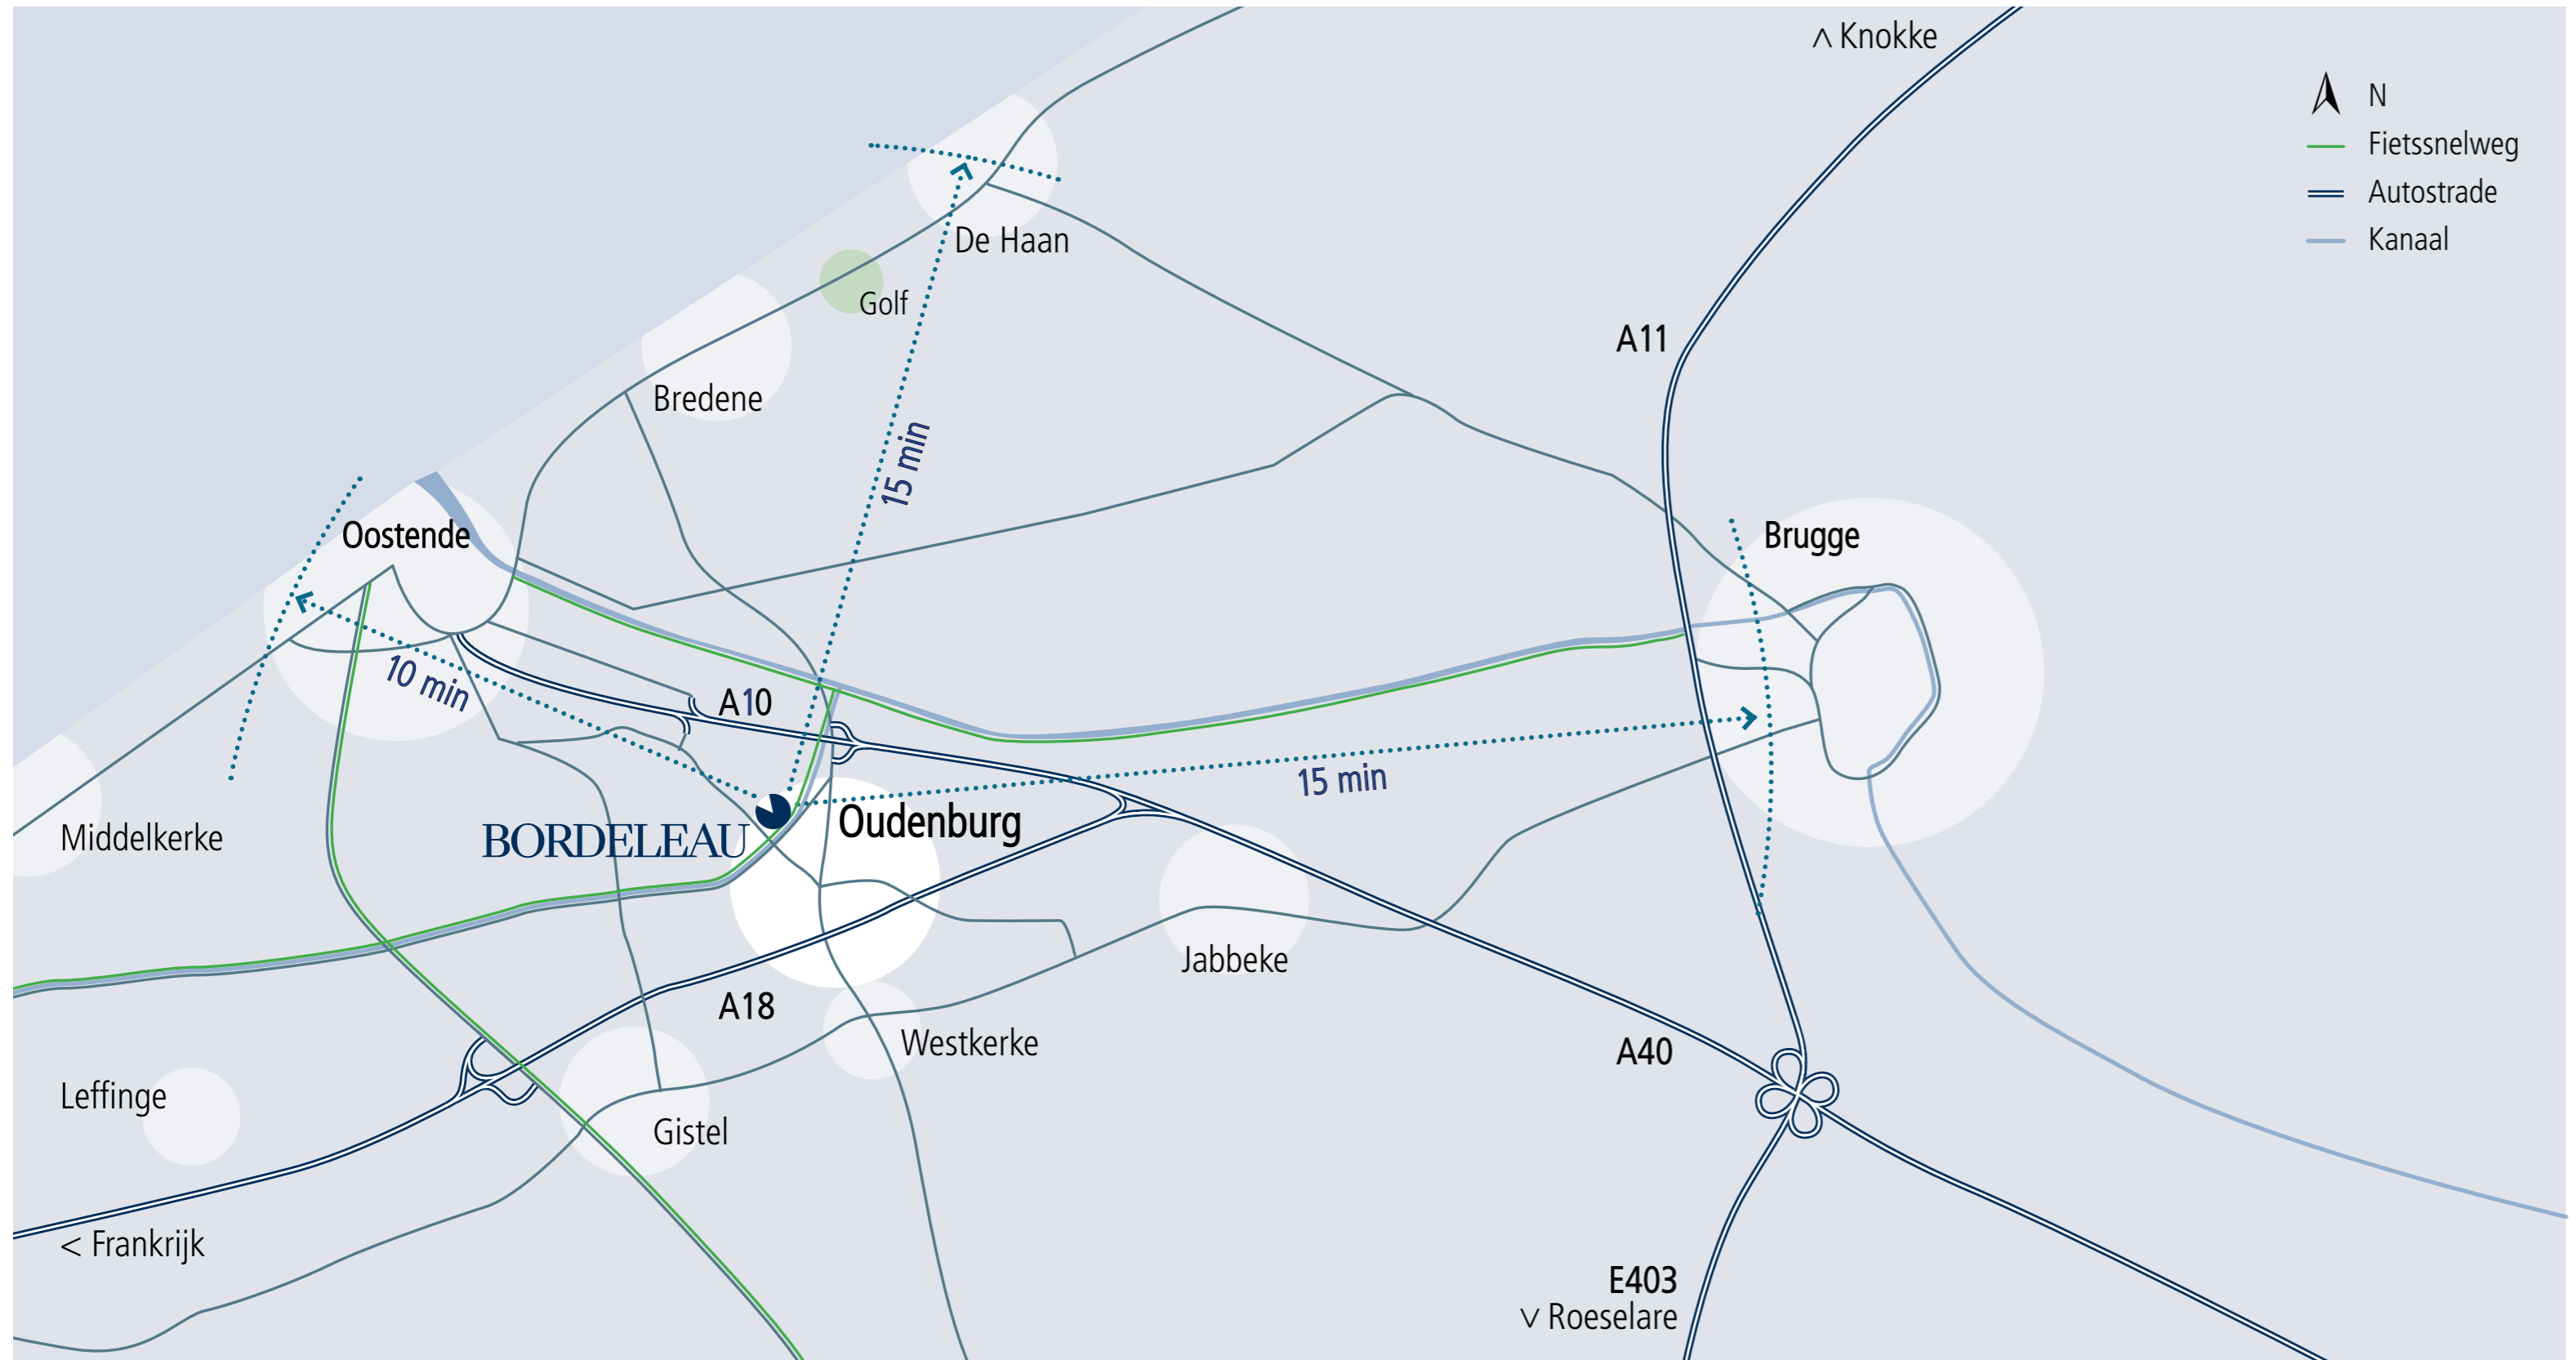 ^ Knokke
N
Fietssnelweg
Autostrade
Kanaal
De Haan
Golf
A11
Bredene
15 min
Oostende
Brugge
10 min
A10
15 min
BORDELEAU
Oudenburg
Middelkerke
Jabbeke
A18
Westkerke
A40
Leffinge
Gistel
< Frankrijk
E403
v Roeselare